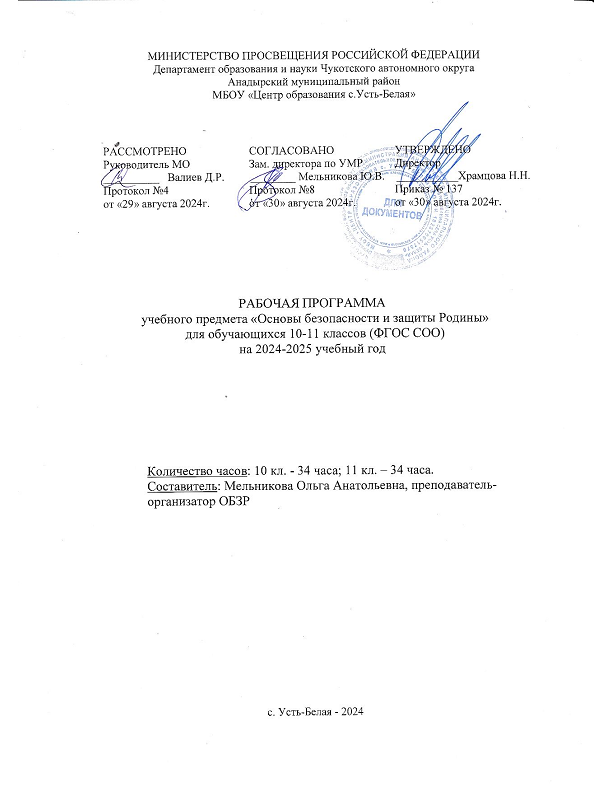 МИНИСТЕРСТВО ПРОСВЕЩЕНИЯ РОССИЙСКОЙ ФЕДЕРАЦИИ
Департамент образования и науки Чукотского автономного округа
Анадырский муниципальный район
МБОУ «Центр образования с.Усть-Белая»
РАССМОТРЕНО
Руководитель МО
Валиев Д.Р.
Протокол №4
от «29» августа 2024г.
СОГЛАСОВАНО
Зам. директора по УМР
Мельникова Ю.В.
Протокол №8
от «30» августа 2024г.
УТВЕРЖДЕНО
Директор
Храмцова Н.Н.
Приказ № 137
от «30» августа 2024г.
ДЛЯ
ДОКУМЕНТОВ
РАБОЧАЯ ПРОГРАММА
учебного предмета «Основы безопасности и защиты Родины»
для обучающихся 10-11 классов (ФГОС СОО)
на 2024-2025 учебный год
Количество часов: 10 кл. - 34 часа; 11 кл. – 34 часа.
Составитель: Мельникова Ольга Анатольевна, преподаватель-
организатор ОБЗР
с. Усть-Белая - 2024